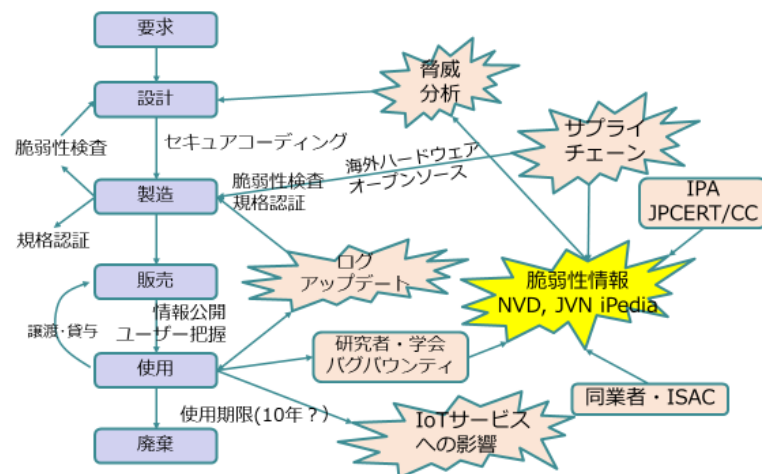 要求
設計
脅威
分析
セキュアコーディング
サプライ
チェーン
脆弱性検査
海外ハードウェア
オープンソース
脆弱性検査
規格認証
製造
IPA
JPCERT/CC
規格認証
ログ
アップデート
脆弱性情報
NVD, JVN iPedia
販売
情報公開
ユーザー把握
譲渡・貸与
研究者・学会
バグバウンティ
使用
同業者・ISAC
使用期限(10年？)
IoTサービス
への影響
廃棄